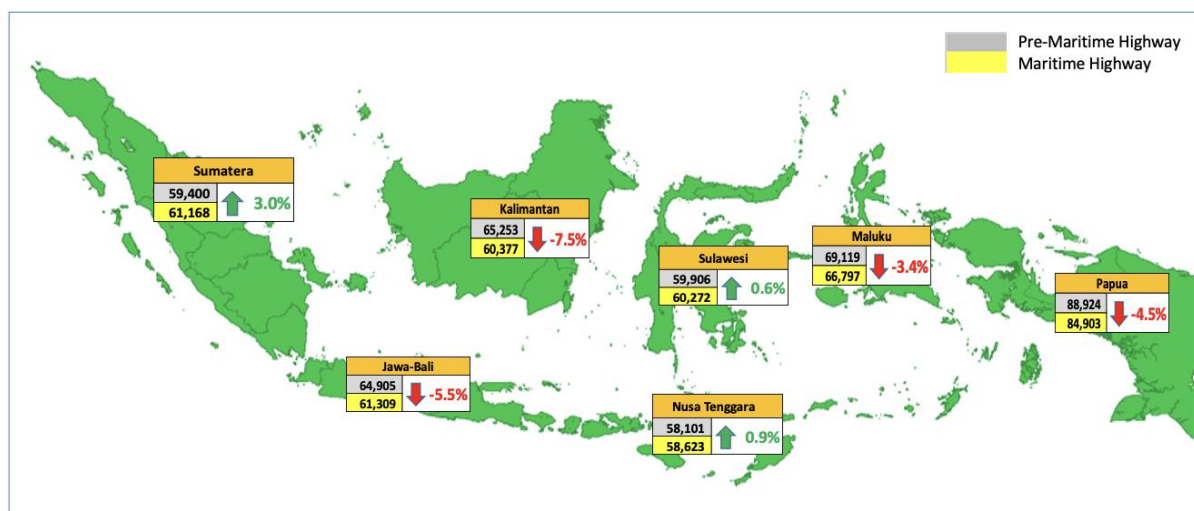 Pre-Maritime Highway
Maritime Highway
Sumatera
59,400
61,168
3.0%
Kalimantan
65,253
60,377
-7.5%
Sulawesi
59,906
60,272
0.6%
Maluku
69,119
66,797
-3.4%
Papua
88,924
84,903
-4.5%
Jawa-Bali
64,905
61,309
-5.5%
Nusa Tenggara
58,101
58,623
0.9%